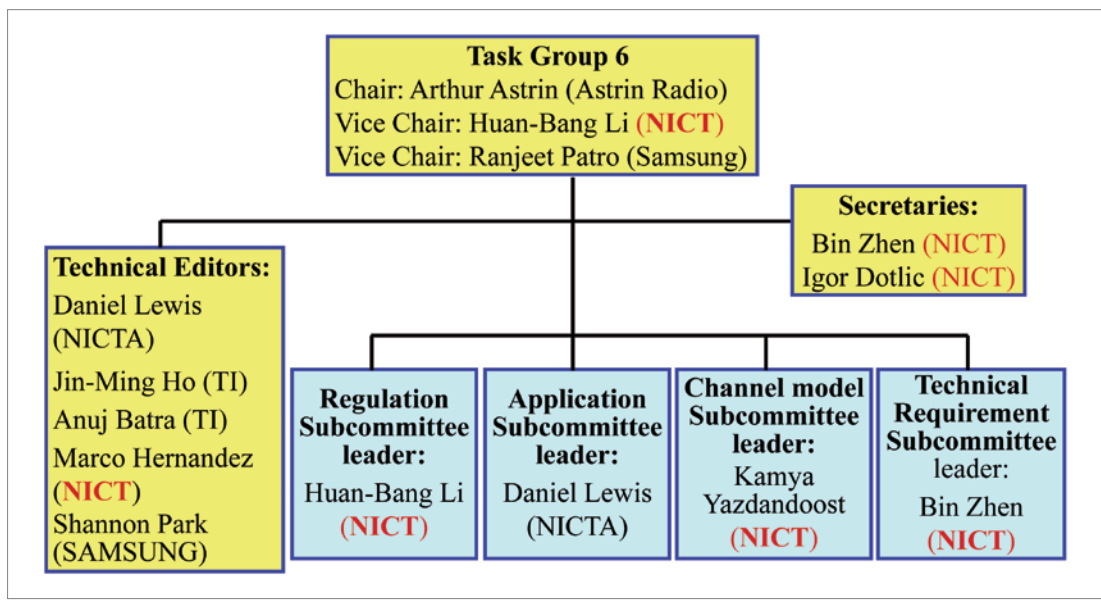 Task Group 6
Chair: Arthur Astrin (Astrin Radio)
Vice Chair: Huan-Bang Li (NICT)
Vice Chair: Ranjeet Patro (Samsung)
Secretaries:
Bin Zhen (NICT)
Igor Dotlic (NICT)
Technical Editors:
Daniel Lewis
(NICTA)
Jin-Ming Ho (TI)
Anuj Batra (TI)
Marco Hernandez
(NICT)
Shannon Park
(SAMSUNG)
Regulation
Subcommittee
leader:
Huan-Bang Li
(NICT)
Application
Subcommittee
leader:
Daniel Lewis
(NICTA)
Channel model
Subcommittee
leader:
Kamya
Yazdandoost
(NICT)
Technical
Requirement
Subcommittee
leader:
Bin Zhen
(NICT)